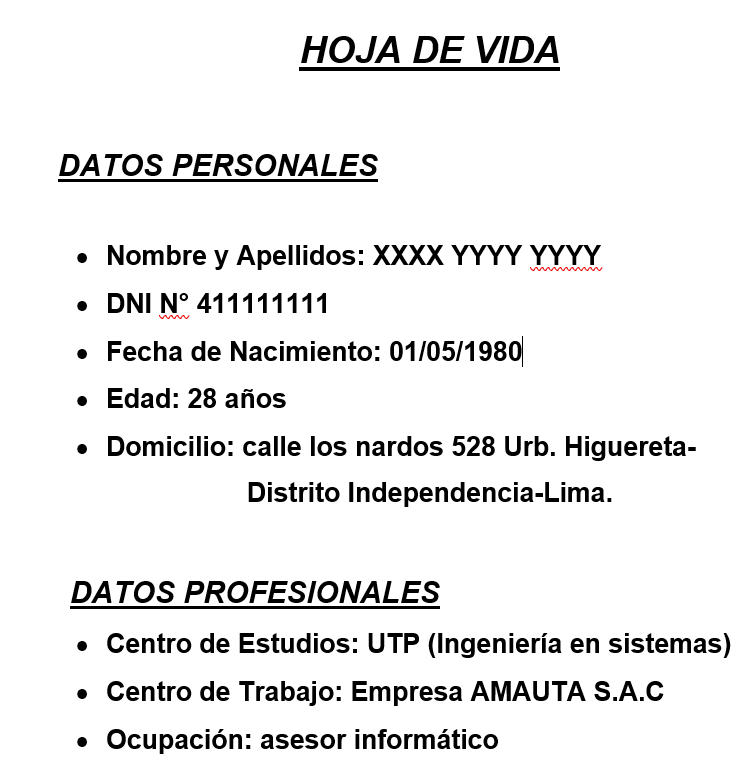 HOJA DE VIDA
DATOS PERSONALES
• Nombre y Apellidos: XXXX YYYY YYYY
• DNI N° 411111111
• Fecha de Nacimiento: 01/05/1980
• Edad: 28 años
• Domicilio: calle los nardos 528 Urb. Higuereta-
Distrito Independencia-Lima.
DATOS PROFESIONALES
• Centro de Estudios: UTP (Ingeniería en sistemas)
• Centro de Trabajo: Empresa AMAUTA S.A.C
• Ocupación: asesor informático